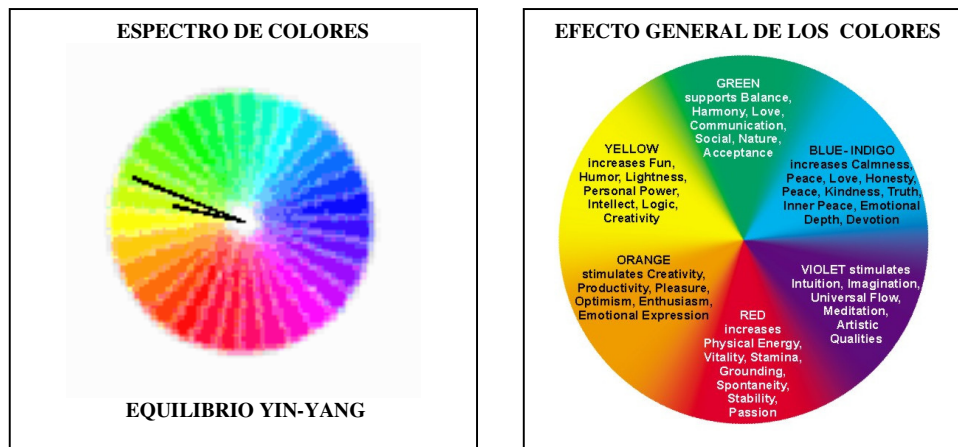 ESPECTRO DE COLORES
EQUILIBRIO YIN-YANG
EFECTO GENERAL DE LOS COLORES
GREEN
supports Balance,
Harmony, Love,
Communication,
Social, Nature,
Acceptance
YELLOW
increases Fun,
Humor, Lightness,
Personal Power,
Intellect, Logic,
Creativity
BLUE-INDIGO
increases Calmness,
Peace, Love, Honesty,
Peace, Kindness, Truth,
Inner Peace, Emotional
Depth, Devotion
ORANGE
stimulates Creativity,
Productivity, Pleasure,
Optimism, Enthusiasm,
Emotional Expression
VIOLET stimulates
Intuition, Imagination,
Universal Flow,
Meditation,
Artistic
Qualities
RED
increases
Physical Energy,
Vitality, Stamina,
Grounding,
Spontaneity,
Stability,
Passion